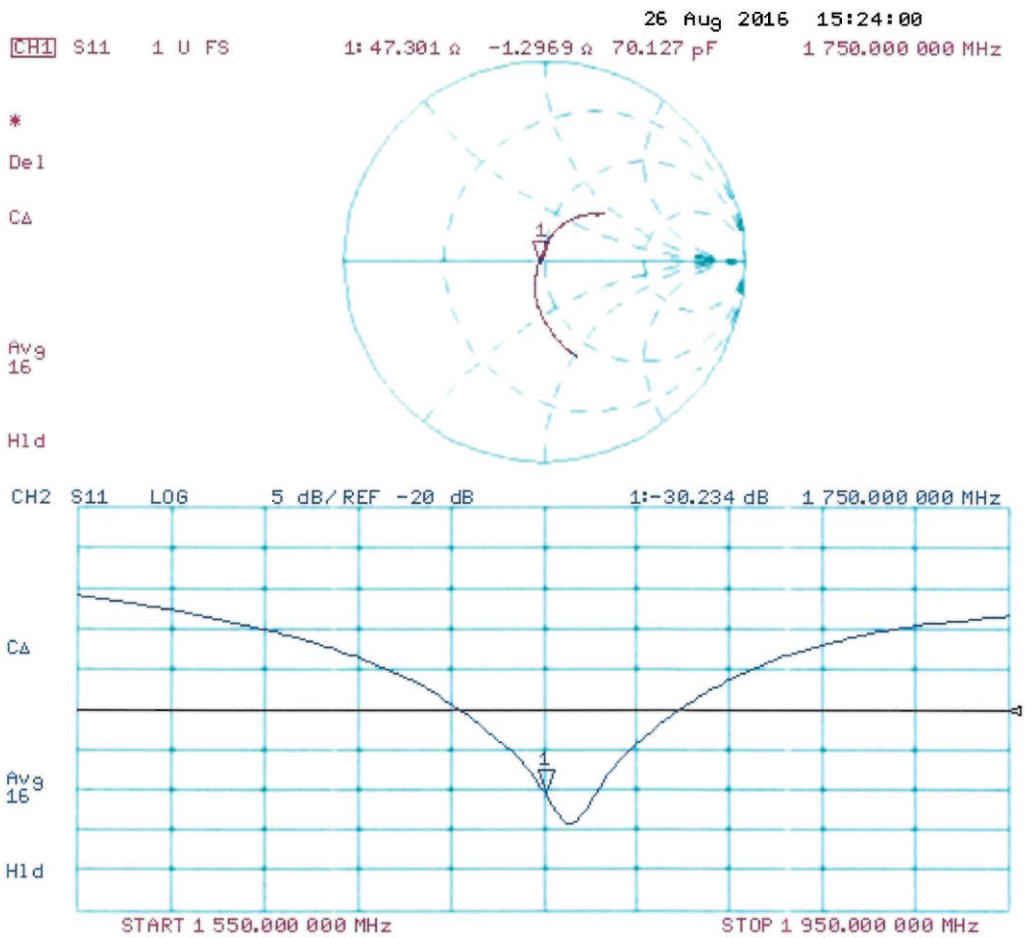 26 Aug 2016 15:24:00
CH1 S11 1 U FS 1: 47.301 Ω -1.2969 Ω 70.127 pF 1 750.000 000 MHz
*
Del
CΔ
1
Avg
16
Hld
CH2 S11 LOG 5 dB/ REF -20 dB 1:-30.234 dB 1 750.000 000 MHz
CΔ
1
Avg
16
Hld
START 1 550.000 000 MHz STOP 1 950.000 000 MHz